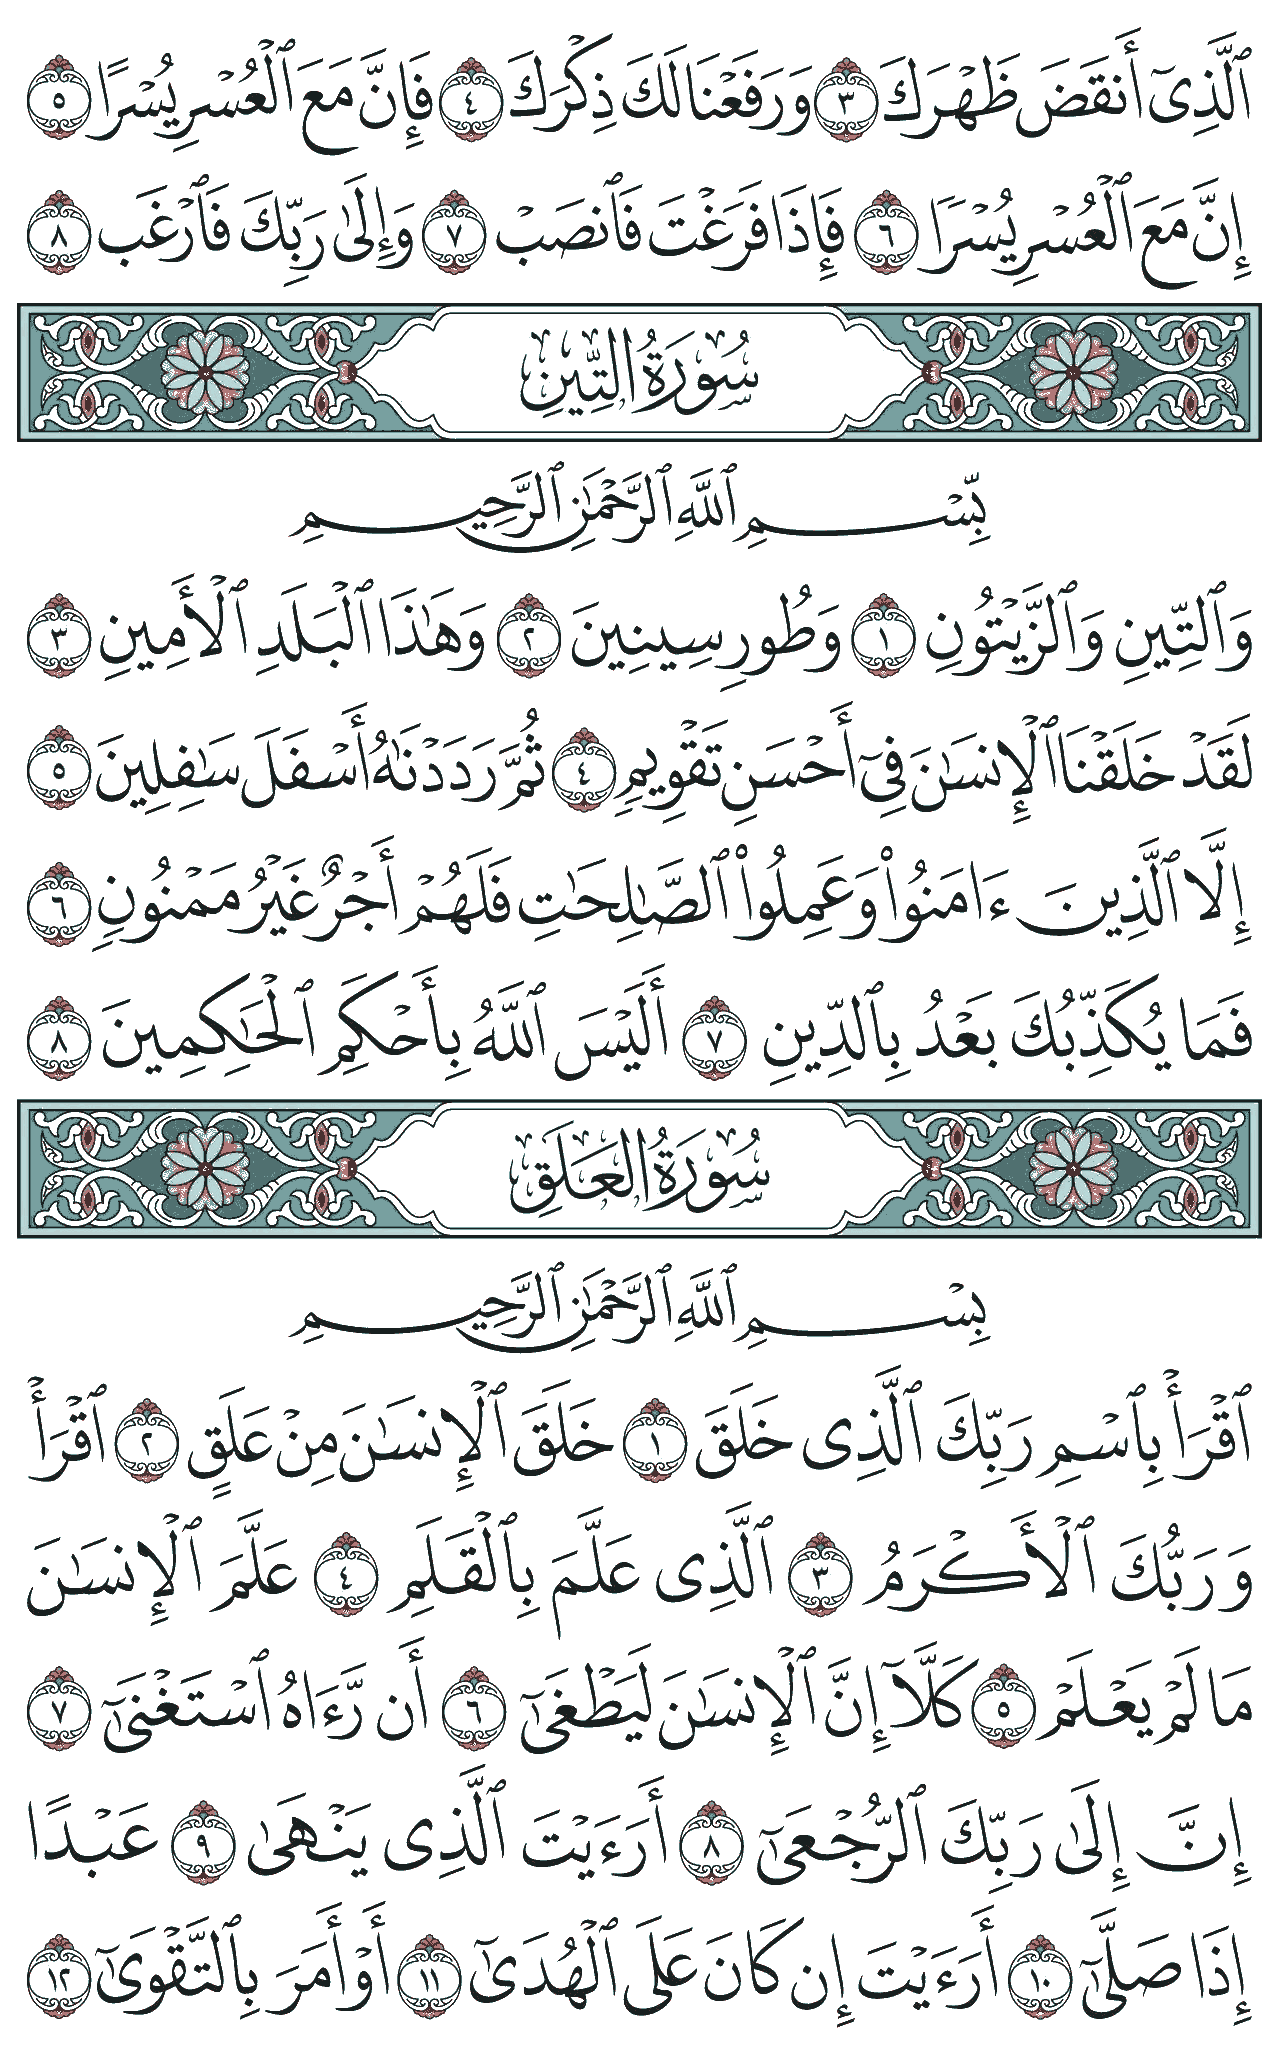 ٱلَّذِىٓ أَنقَضَ ظَهْرَكَ ٣ وَرَفَعْنَا لَكَ ذِكْرَكَ ٤ فَإِنَّ مَعَ ٱلْعُسْرِ يُسْرًا ٥
إِنَّ مَعَ ٱلْعُسْرِ يُسْرًا ٦ فَإِذَا فَرَغْتَ فَٱنصَبْ ٧ وَإِلَىٰ رَبِّكَ فَٱرْغَب ٨
سُورَةُ التِّينِ
بِّسْمِ ٱللَّهِ ٱلرَّحْمَٰنِ ٱلرَّحِيمِ
وَٱلتِّينِ وَٱلزَّيْتُونِ ١ وَطُورِ سِينِينَ ٢ وَهَٰذَا ٱلْبَلَدِ ٱلْأَمِينِ ٣
لَقَدْ خَلَقْنَا ٱلْإِنسَٰنَ فِىٓ أَحْسَنِ تَقْوِيمٍ ٤ ثُمَّ رَدَدْنَٰهُ أَسْفَلَ سَٰفِلِينَ ٥
إِلَّا ٱلَّذِينَ ءَامَنُوا۟ وَعَمِلُوا۟ ٱلصَّٰلِحَٰتِ فَلَهُمْ أَجْرٌ غَيْرُ مَمْنُونٍ ٦
فَمَا يُكَذِّبُكَ بَعْدُ بِٱلدِّينِ ٧ أَلَيْسَ ٱللَّهُ بِأَحْكَمِ ٱلْحَٰكِمِينَ ٨
سُورَةُ العَلَقِ
بِسْمِ ٱللَّهِ ٱلرَّحْمَٰنِ ٱلرَّحِيمِ
ٱقْرَأْ بِٱسْمِ رَبِّكَ ٱلَّذِى خَلَقَ ١ خَلَقَ ٱلْإِنسَٰنَ مِنْ عَلَقٍ ٢ ٱقْرَأْ
وَرَبُّكَ ٱلْأَكْرَمُ ٣ ٱلَّذِى عَلَّمَ بِٱلْقَلَمِ ٤ عَلَّمَ ٱلْإِنسَٰنَ
مَا لَمْ يَعْلَمْ ٥ كَلَّآ إِنَّ ٱلْإِنسَٰنَ لَيَطْغَىٰٓ ٦ أَن رَّءَاهُ ٱسْتَغْنَىٰٓ ٧
إِنَّ إِلَىٰ رَبِّكَ ٱلرُّجْعَىٰٓ ٨ أَرَءَيْتَ ٱلَّذِى يَنْهَىٰ ٩ عَبْدًا
إِذَا صَلَّىٰٓ ١٠ أَرَءَيْتَ إِن كَانَ عَلَى ٱلْهُدَىٰٓ ١١ أَوْ أَمَرَ بِٱلتَّقْوَىٰٓ ١٢